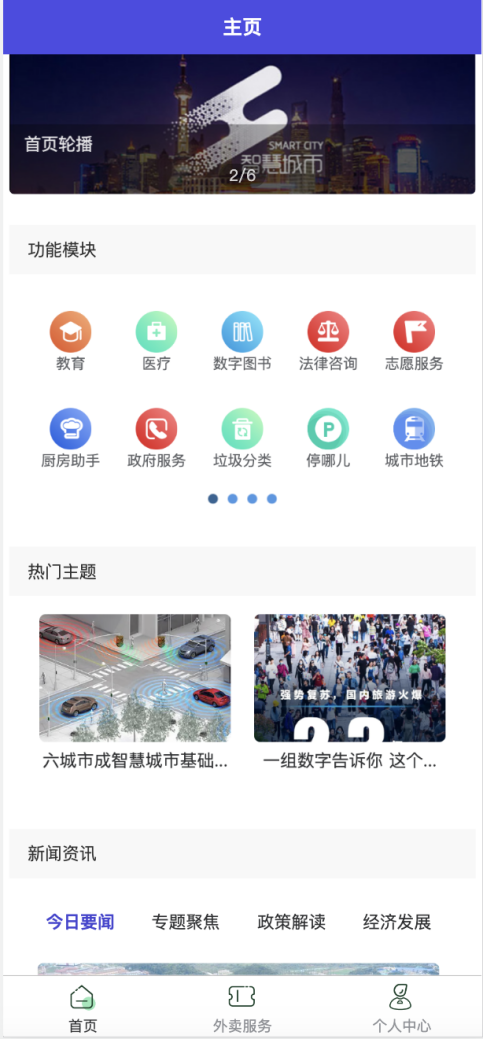 主页
首页轮播
SMART CITY
智慧城市
2/6
功能模块
教育 医疗 数字图书 法律咨询 志愿服务
厨房助手 政府服务 垃圾分类 停哪儿 城市地铁
P
热门主题
强势复苏，国内旅游火爆
六城市成智慧城市基础... 一组数字告诉你 这个...
新闻资讯
今日要闻 专题聚焦 政策解读 经济发展
首页 外卖服务 个人中心